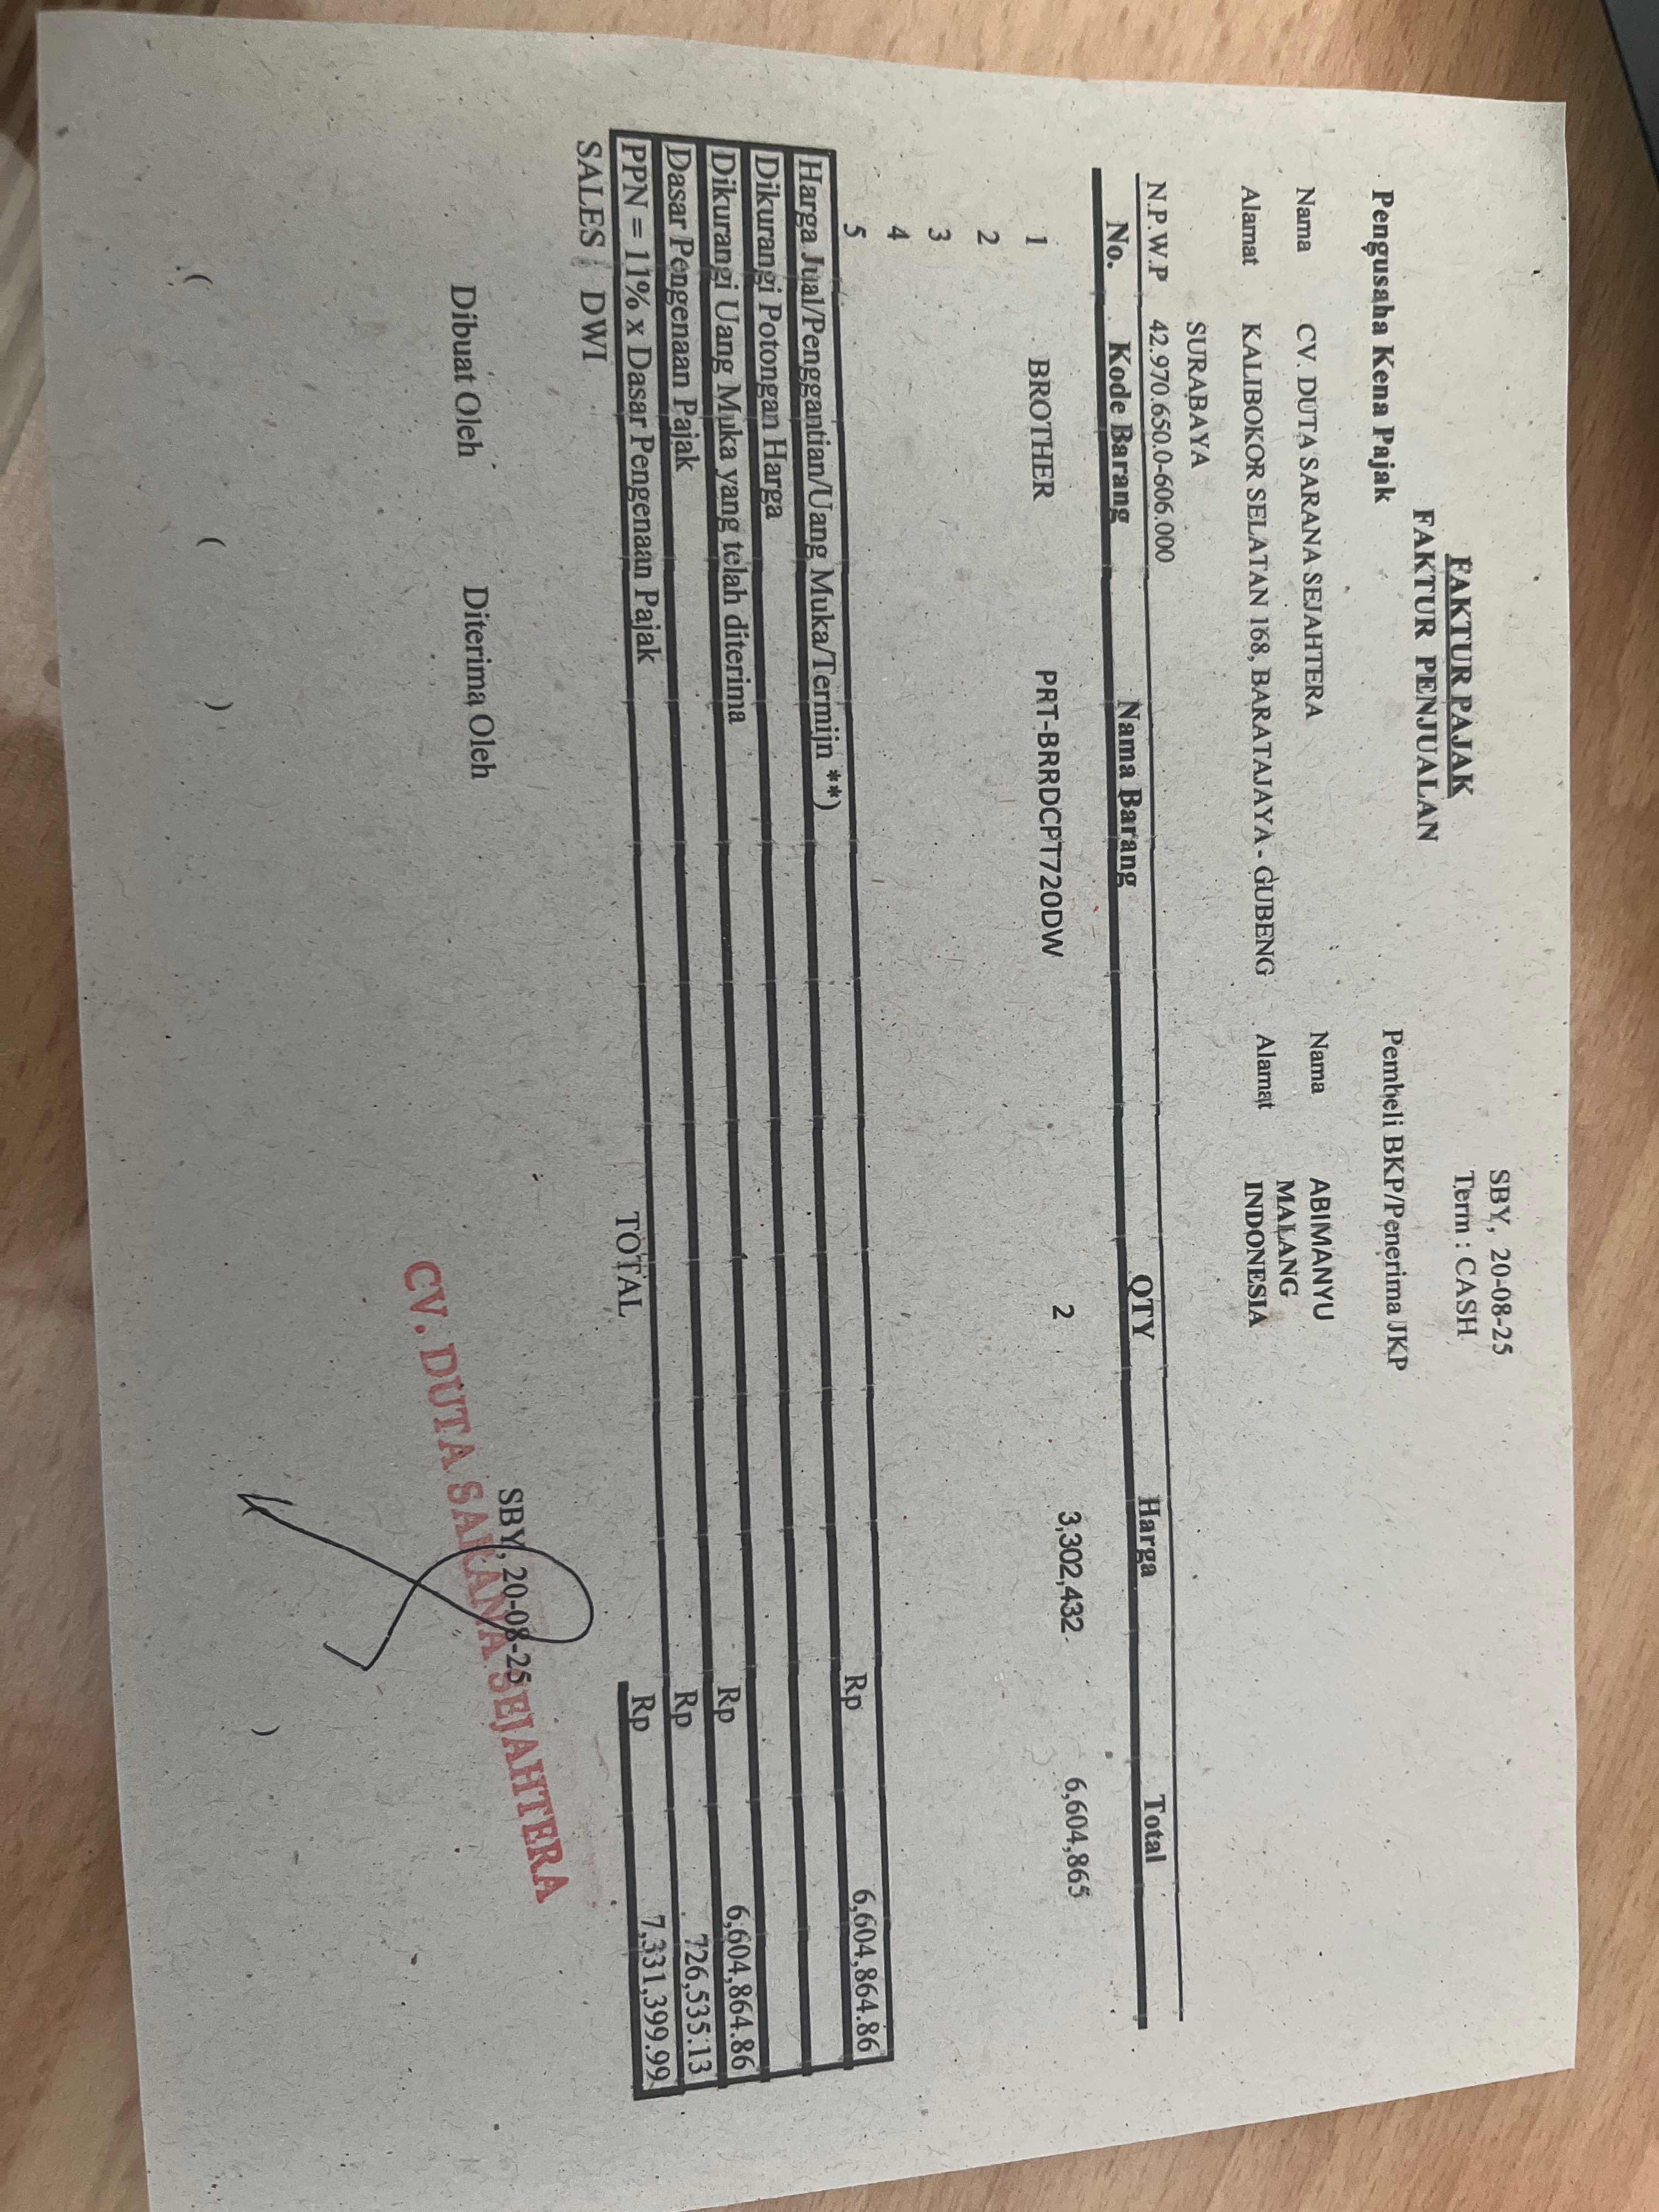 SBY, 20-08-25
FAKTUR PAJAK
Term : CASH
FAKTUR PENJUALAN
Pengusaha Kena Pajak
Pembeli BKP/Penerima JKP
Nama CV. DUTA SARANA SEJAHTERA Nama ABIMANYU
Alamat KALIBOKOR SELATAN 168, BARATAJAYA - GUBENG Alamat MALANG
SURABAYA INDONESIA
N.P.W.P 42.970.650.0-606.000
No. Kode Barang Nama Barang QTY Harga Total
1 BROTHER PRT-BRRDCPT720DW 2 3,302,432 6,604,865
2
3
4
5
Harga Jual/Penggantian/Uang Muka/Termijn **) Rp 6,604,864.86
Dikurangi Potongan Harga
Dikurangi Uang Muka yang telah diterima
Dasar Pengenaan Pajak Rp 6,604,864.86
PPN = 11% x Dasar Pengenaan Pajak Rp 726,535.13
SALES : DWI TOTAL Rp 7,331,399.99
SBY, 20-08-25
Dibuat Oleh Diterima Oleh
CV. DUTA SARANA SEJAHTERA
( ( ) )